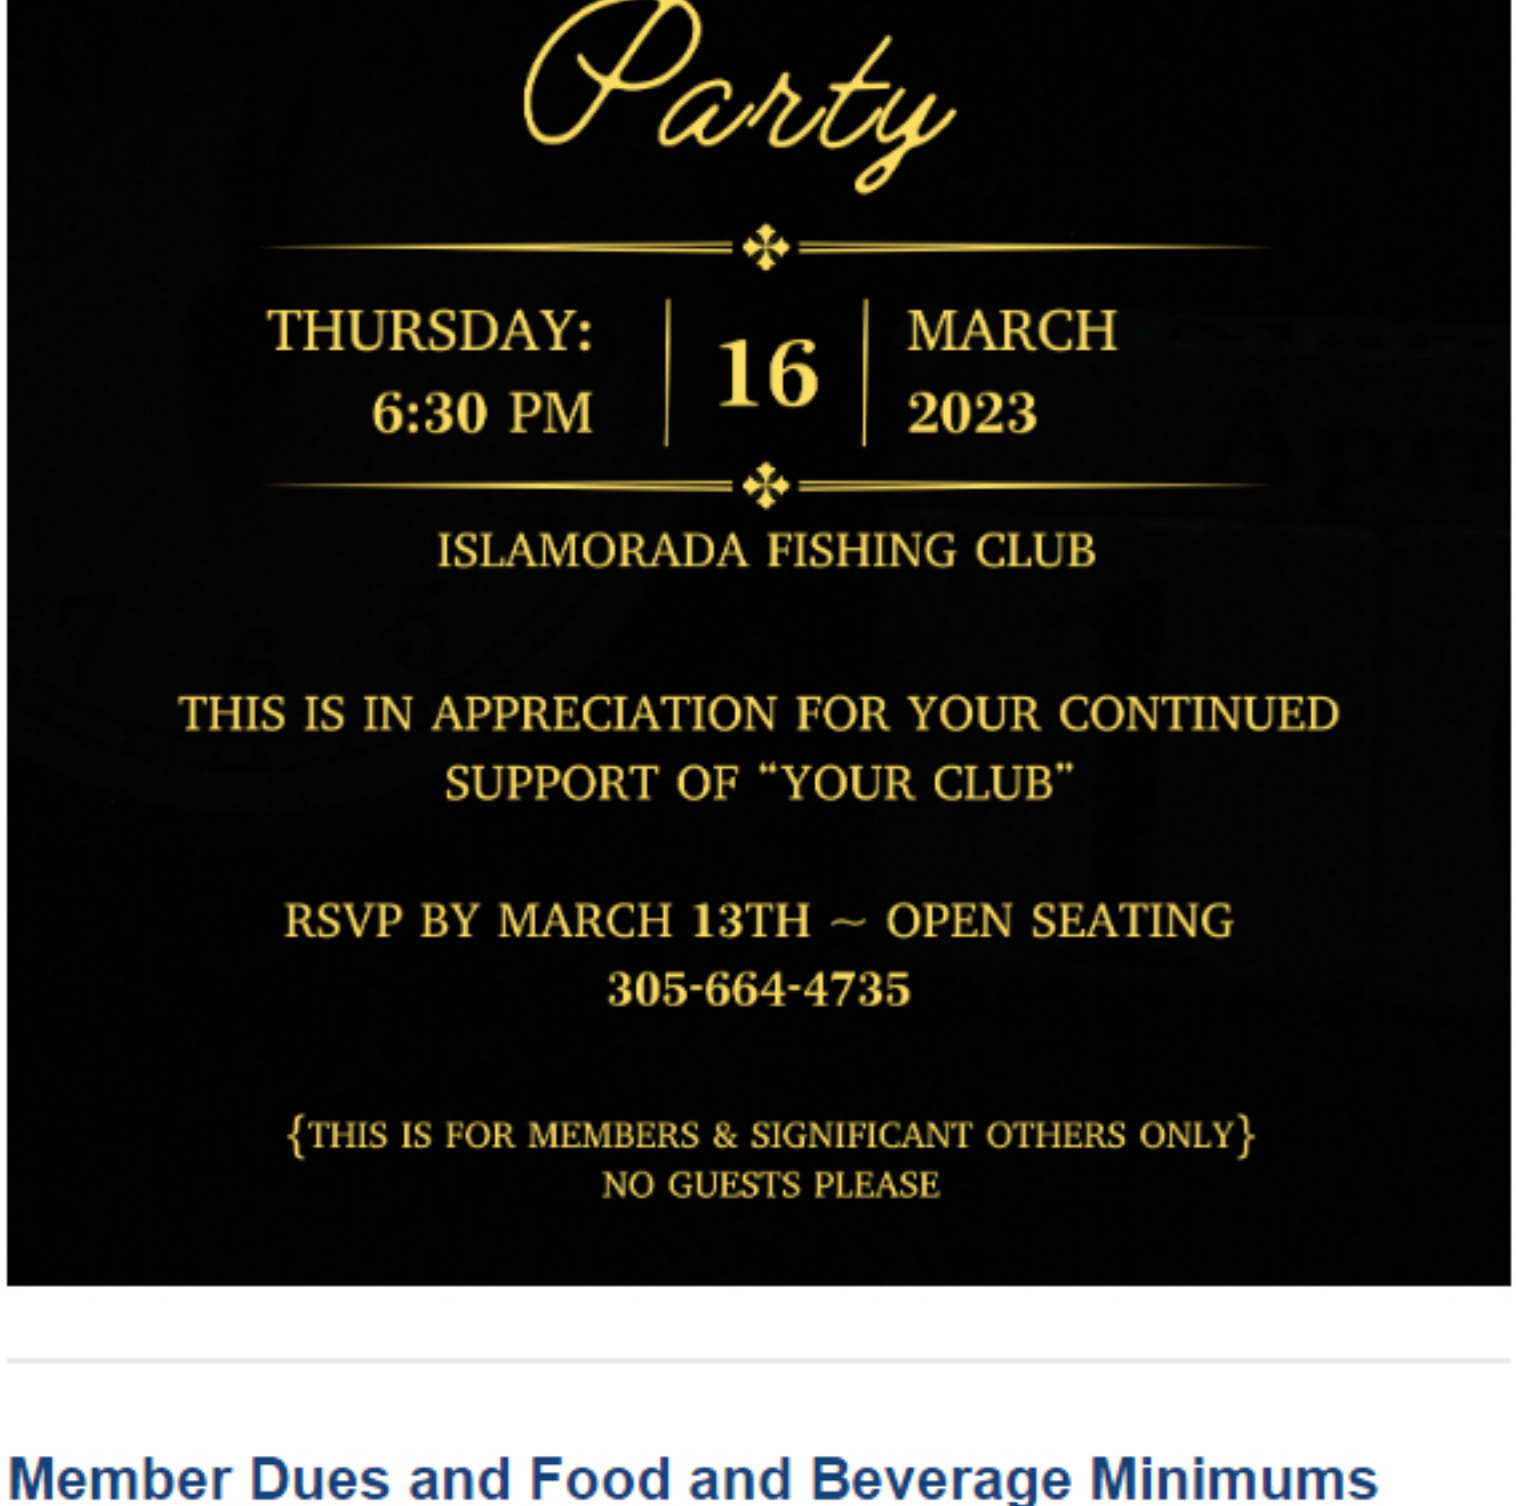 Party
THURSDAY:
6:30 PM
16
MARCH
2023
ISLAMORADA FISHING CLUB
THIS IS IN APPRECIATION FOR YOUR CONTINUED
SUPPORT OF “YOUR CLUB”
RSVP BY MARCH 13TH ~ OPEN SEATING
305-664-4735
{THIS IS FOR MEMBERS & SIGNIFICANT OTHERS ONLY}
NO GUESTS PLEASE
Member Dues and Food and Beverage Minimums